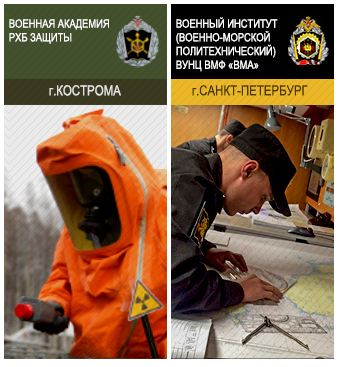 ВОЕННАЯ АКАДЕМИЯ
РХБ ЗАЩИТЫ
г.КОСТРОМА
ВОЕННЫЙ ИНСТИТУТ
(ВОЕННО-МОРСКОЙ
ПОЛИТЕХНИЧЕСКИЙ)
ВУНЦ ВМФ «ВМА»
г.САНКТ-ПЕТЕРБУРГ